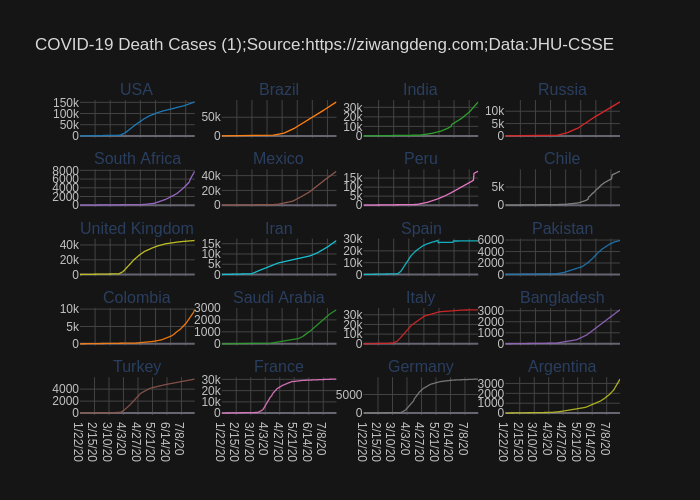 COVID-19 Death Cases (1);Source:https://ziwangdeng.com;Data:JHU-CSSE
USA Brazil India Russia
150k 100k 50k 0
50k 0
30k 20k 10k 0
10k 5k 0
South Africa Mexico Peru Chile
8000 6000 4000 2000 0
40k 20k 0
15k 10k 5k 0
5k 0
United Kingdom Iran Spain Pakistan
40k 20k 0
15k 10k 5k 0
30k 20k 10k 0
6000 4000 2000 0
Colombia Saudi Arabia Italy Bangladesh
10k 5k 0
3000 2000 1000 0
30k 20k 10k 0
3000 2000 1000 0
Turkey France Germany Argentina
4000 2000 0
30k 20k 10k 0
5000 0
3000 2000 1000 0
1/22/20 2/15/20 3/10/20 4/3/20 4/27/20 5/21/20 6/14/20 7/8/20
1/22/20 2/15/20 3/10/20 4/3/20 4/27/20 5/21/20 6/14/20 7/8/20
1/22/20 2/15/20 3/10/20 4/3/20 4/27/20 5/21/20 6/14/20 7/8/20
1/22/20 2/15/20 3/10/20 4/3/20 4/27/20 5/21/20 6/14/20 7/8/20